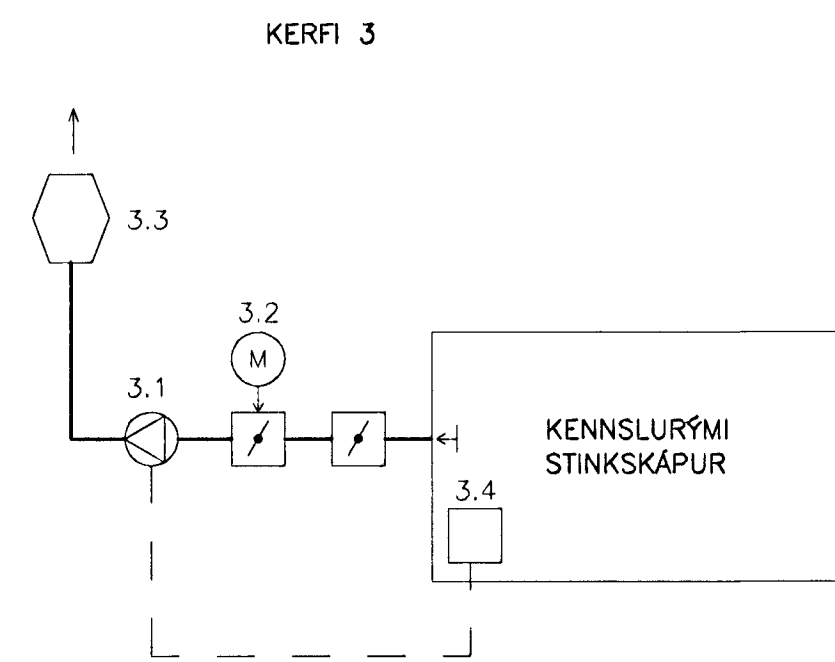 KERFI 3
3.3
3.2
M
3.1
KENNSLURÝMI
STINKSKÁPUR
3.4